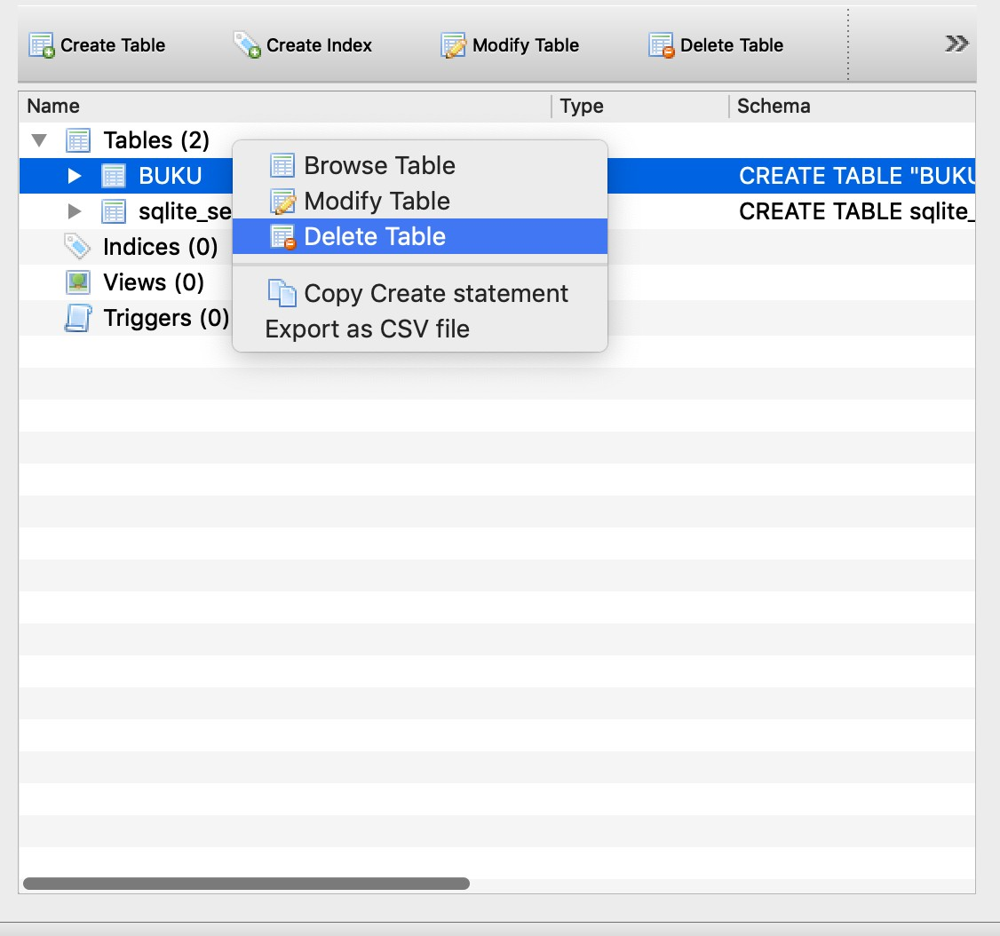 Create Table Create Index Modify Table Delete Table
Name Type Schema
Tables (2)
Browse Table
BUKU CREATE TABLE "BUKU
Modify Table
sqlite_se CREATE TABLE sqlite_
Delete Table
Indices (0)
Views (0)
Copy Create statement
Triggers (0)
Export as CSV file